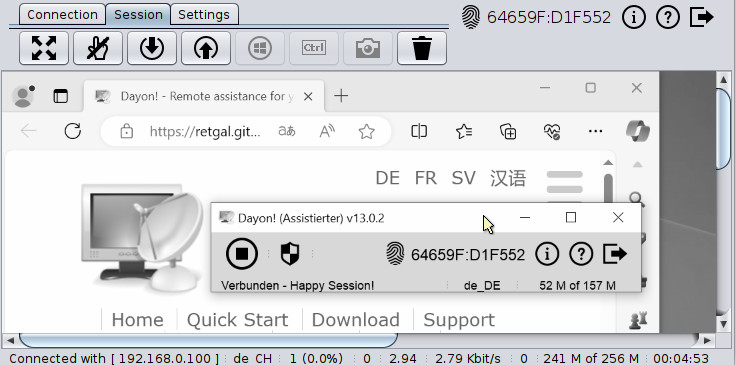 Connection Session Settings 64659F:D1F552
Ctrl
Dayon! - Remote assistance for y
https://retgal.git... aあ A
DE FR SV 汉语
Dayon! (Assistierter) v13.0.2
64659F:D1F552
Verbunden - Happy Session! de_DE 52 M of 157 M
Home Quick Start Download Support
Connected with [ 192.168.0.100 ] de_CH 1 (0.0%) 0 2.94 2.79 Kbit/s 0 241 M of 256 M 00:04:53